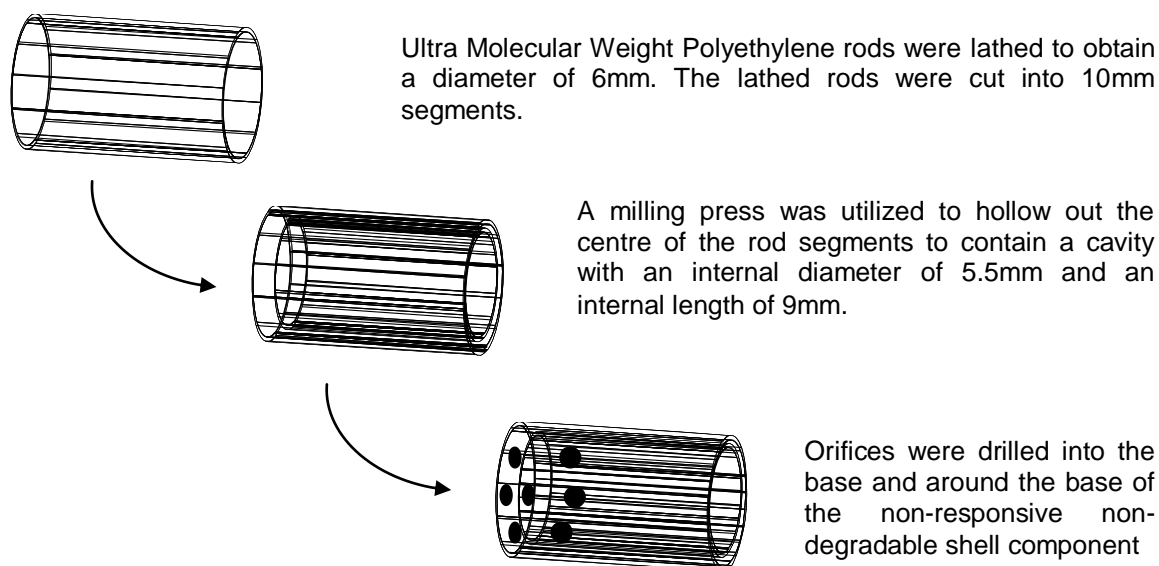 Ultra Molecular Weight Polyethylene rods were lathed to obtain
a diameter of 6mm. The lathed rods were cut into 10mm
segments.
A milling press was utilized to hollow out the
centre of the rod segments to contain a cavity
with an internal diameter of 5.5mm and an
internal length of 9mm.
Orifices were drilled into the
base and around the base of
the non-responsive non-
degradable shell component